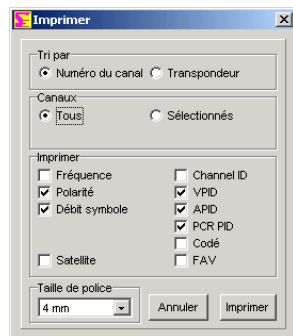 Imprimer
Tri par
Numéro du canal Transpondeur
Canaux
Tous Sélectionnés
Imprimer
Fréquence Channel ID
Polarité VPID
Débit symbole APID
PCR PID
Codé
Satellite FAV
Taille de police
4 mm Annuler Imprimer